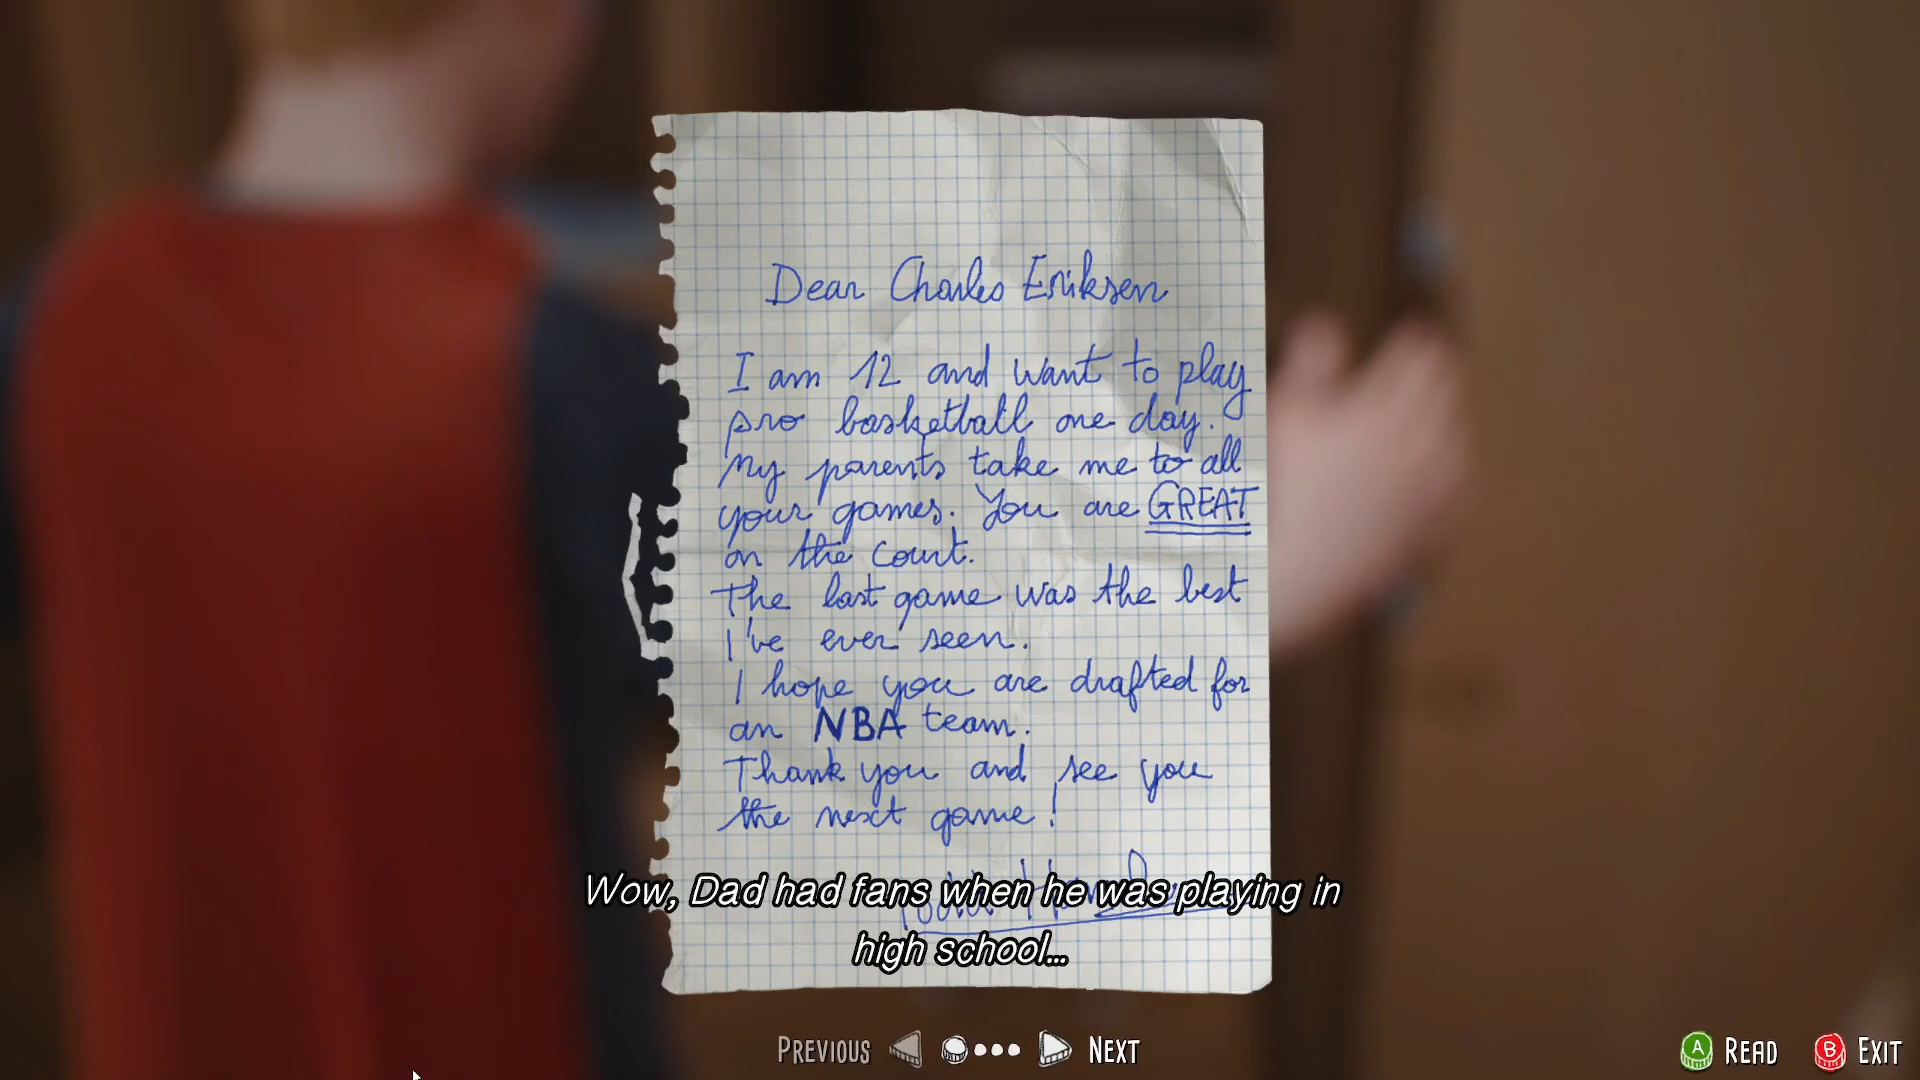 Dear Charles Eriksen
I am 12 and want to play
pro basketball one day.
My parents take me to all
your games. You are GREAT
on the court.
The last game was the best
I've ever seen.
I hope you are drafted for
an NBA team.
Thank you and see you
the next game!
Wow, Dad had fans when he was playing in
high school...
PREVIOUS
NEXT
A READ
B EXIT